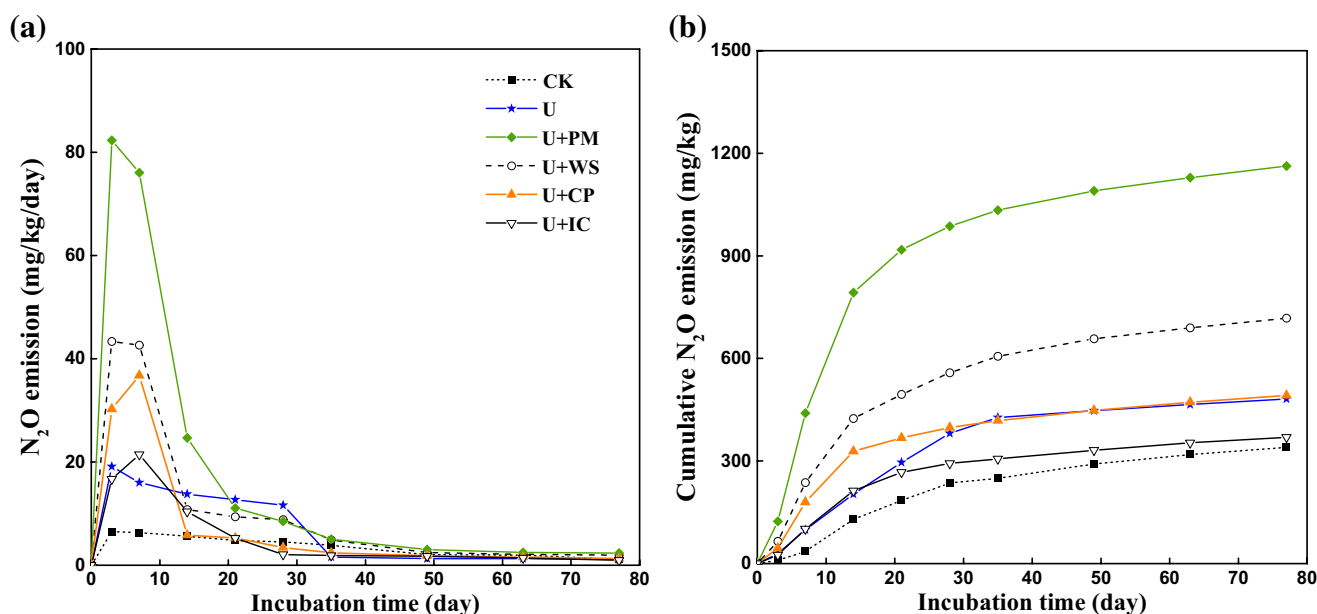 (a)
N₂O emission (mg/kg/day)
100
80
60
40
20
0
0 10 20 30 40 50 60 70 80
Incubation time (day)
CK
U
U+PM
U+WS
U+CP
U+IC
(b)
Cumulative N₂O emission (mg/kg)
1500
1200
900
600
300
0
0 10 20 30 40 50 60 70 80
Incubation time (day)